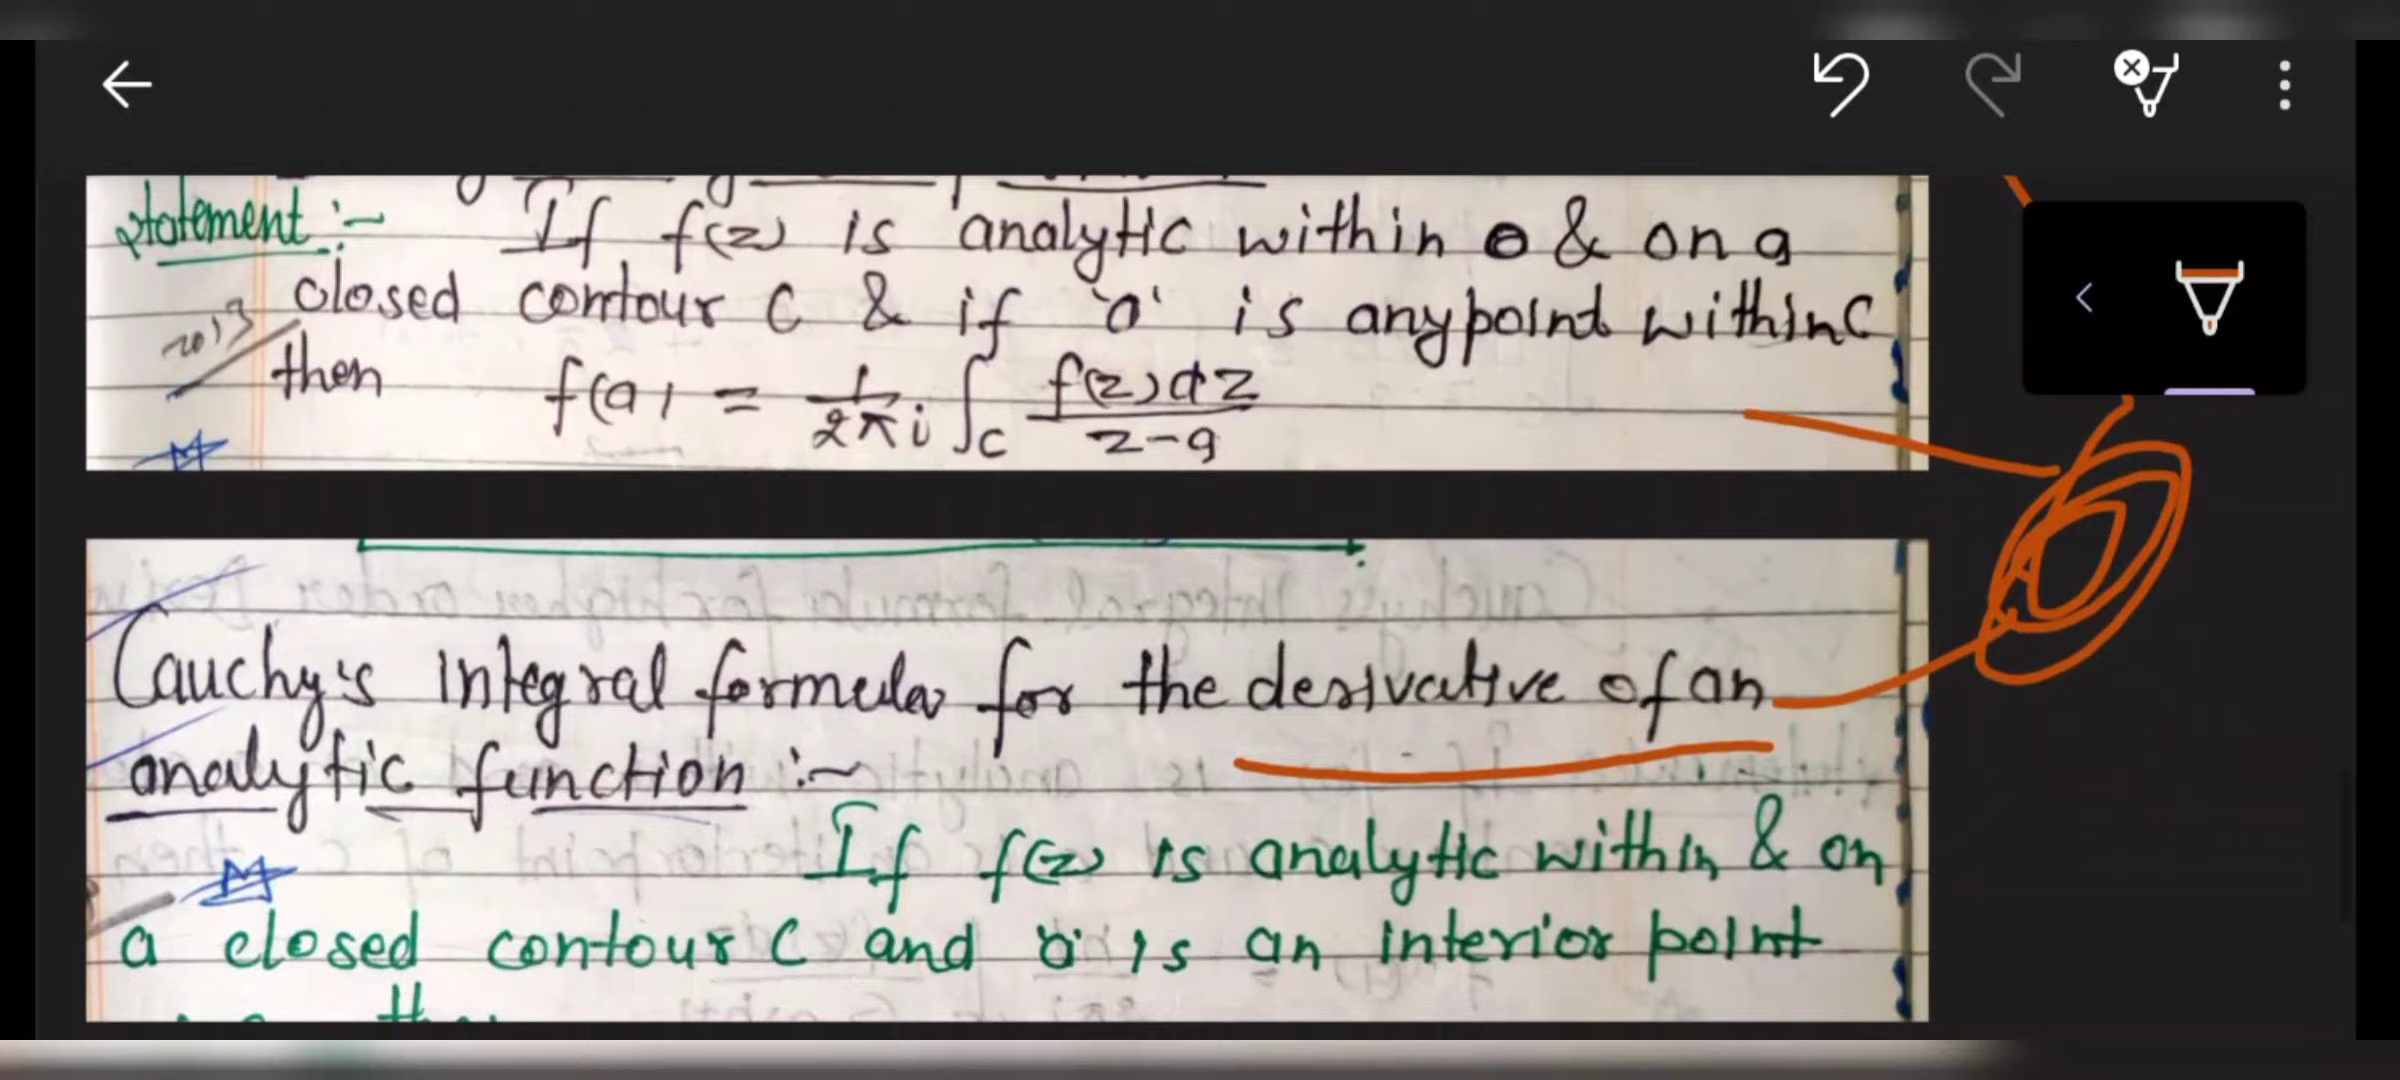 Statement :-
If f(z) is analytic within & on a
closed contour C & if 'a' is any point within C
2013
then f(a) = 1/2πi ∫C f(z)dz/z-a
Cauchy's integral formula for the derivative of an
analytic function :-
If f(z) is analytic within & on
a closed contour C and 'a' is an interior point